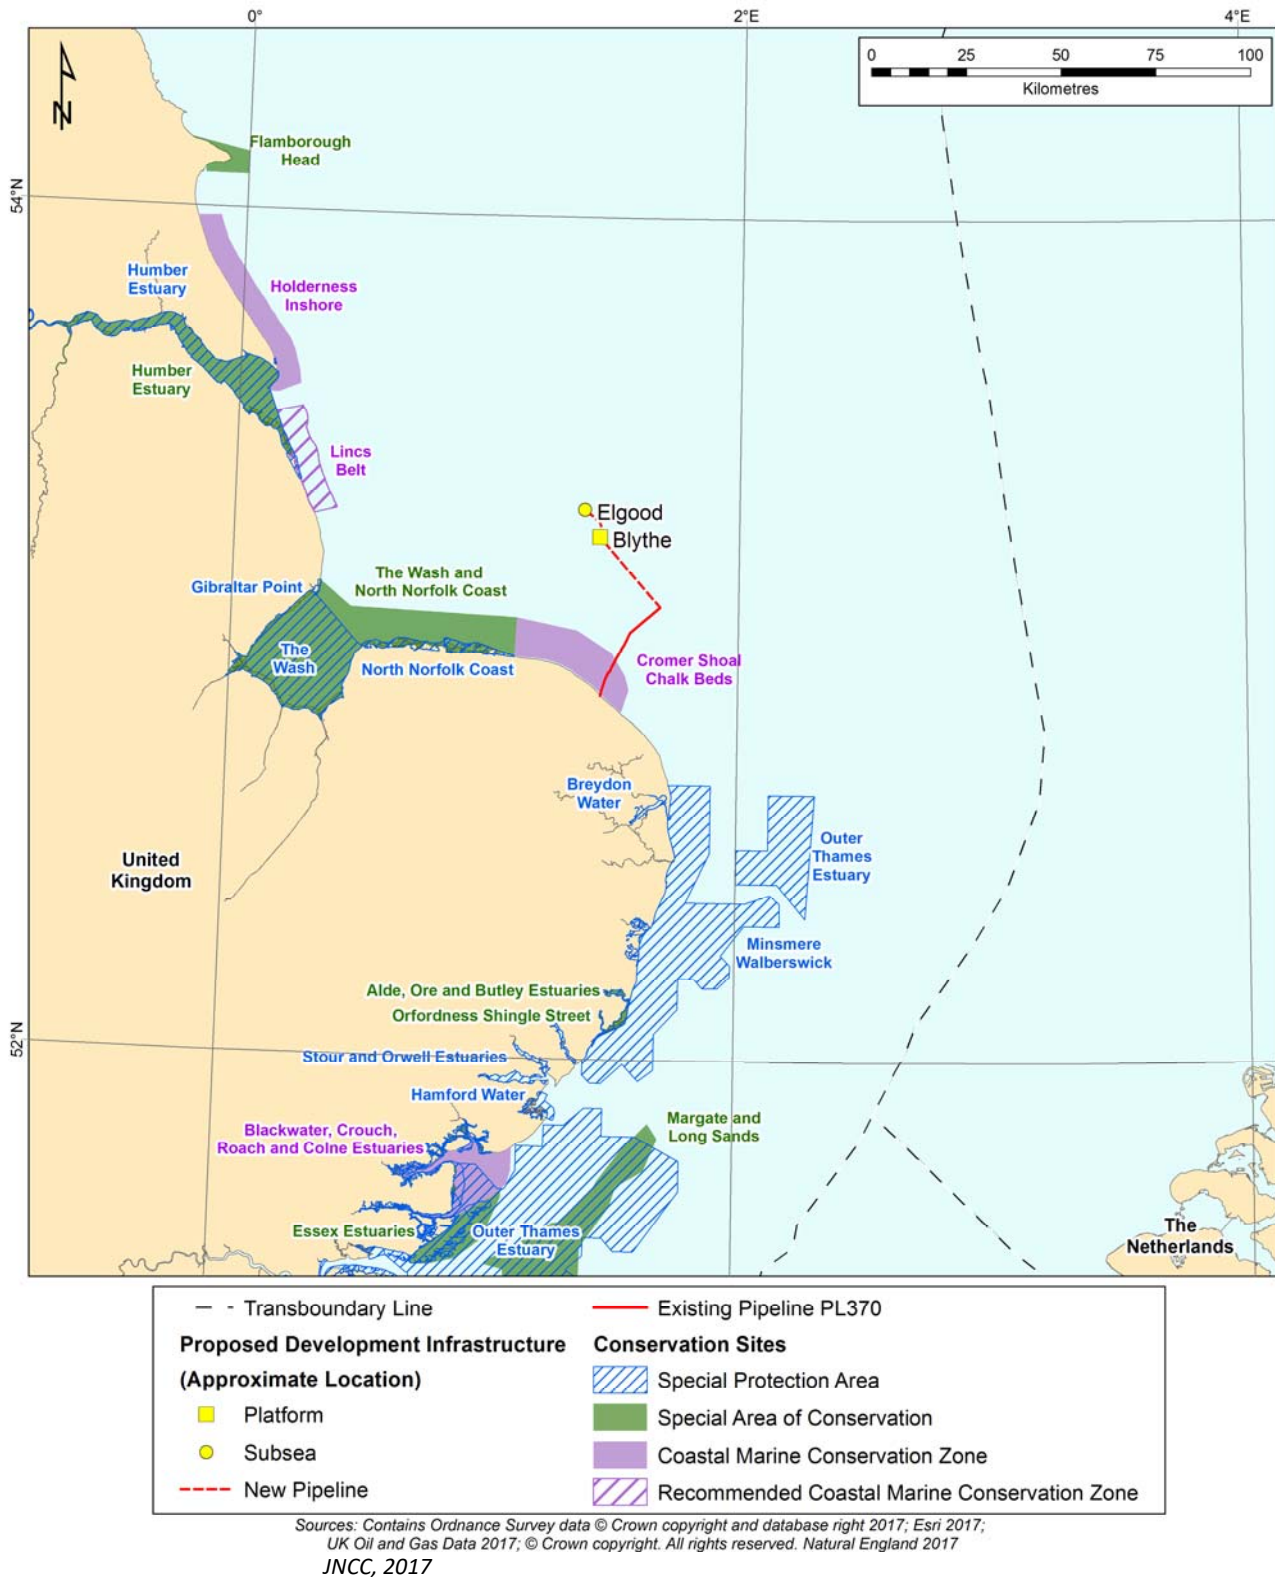 0°
2°E
4°E
0
25
50
75
100
Kilometres
N
54°N
52°N
Flamborough
Head
Humber
Estuary
Holderness
Inshore
Humber
Estuary
Lincs
Belt
Elgood
Blythe
The Wash and
North Norfolk Coast
Gibraltar Point
The
Wash
North Norfolk Coast
Cromer Shoal
Chalk Beds
Breydon
Water
Outer
Thames
Estuary
United
Kingdom
Minsmere
Walberswick
Alde, Ore and Butley Estuaries
Orfordness Shingle Street
Stour and Orwell Estuaries
Hamford Water
Margate and
Long Sands
Blackwater, Crouch,
Roach and Colne Estuaries
Essex Estuaries
Outer Thames
Estuary
The
Netherlands
Transboundary Line
Proposed Development Infrastructure
(Approximate Location)
Platform
Subsea
New Pipeline
Existing Pipeline PL370
Conservation Sites
Special Protection Area
Special Area of Conservation
Coastal Marine Conservation Zone
Recommended Coastal Marine Conservation Zone
Sources: Contains Ordnance Survey data © Crown copyright and database right 2017; Esri 2017;
UK Oil and Gas Data 2017; © Crown copyright. All rights reserved. Natural England 2017
JNCC, 2017